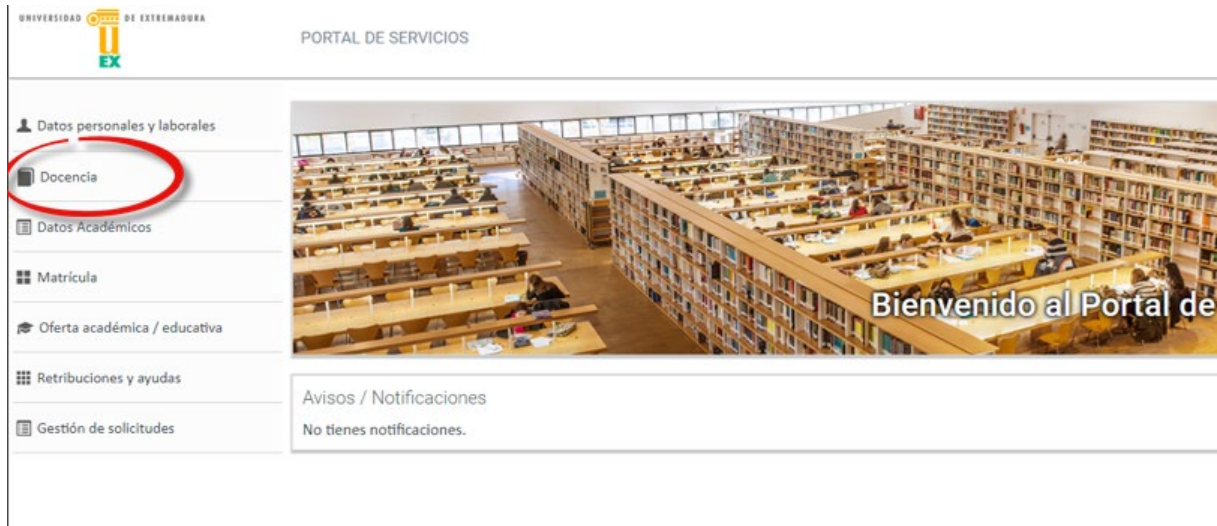 UNIVERSIDAD DE EXTREMADURA
UEX
PORTAL DE SERVICIOS
Datos personales y laborales
Docencia
Datos Académicos
Matrícula
Oferta académica / educativa
Retribuciones y ayudas
Gestión de solicitudes
Bienvenido al Portal de
Avisos / Notificaciones
No tienes notificaciones.